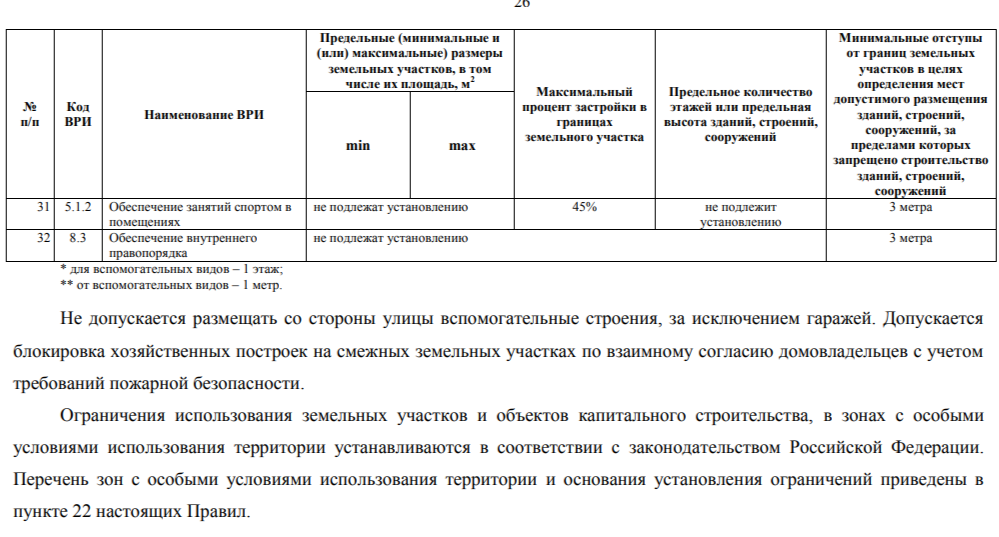 26
№
п/п
Код
ВРИ
Наименование ВРИ
Предельные (минимальные и
(или) максимальные) размеры
земельных участков, в том
числе их площадь, м²
min
max
Максимальный
процент застройки в
границах
земельного участка
Предельное количество
этажей или предельная
высота зданий, строений,
сооружений
Минимальные отступы
от границ земельных
участков в целях
определения мест
допустимого размещения
зданий, строений,
сооружений, за
пределами которых
запрещено строительство
зданий, строений,
сооружений
31 5.1.2 Обеспечение занятий спортом в не подлежат установлению 45% не подлежит 3 метра
помещениях установлению
32 8.3 Обеспечение внутреннего не подлежат установлению 3 метра
правопорядка
* для вспомогательных видов – 1 этаж;
** от вспомогательных видов – 1 метр.
Не допускается размещать со стороны улицы вспомогательные строения, за исключением гаражей. Допускается
блокировка хозяйственных построек на смежных земельных участках по взаимному согласию домовладельцев с учетом
требований пожарной безопасности.
Ограничения использования земельных участков и объектов капитального строительства, в зонах с особыми
условиями использования территории устанавливаются в соответствии с законодательством Российской Федерации.
Перечень зон с особыми условиями использования территории и основания установления ограничений приведены в
пункте 22 настоящих Правил.